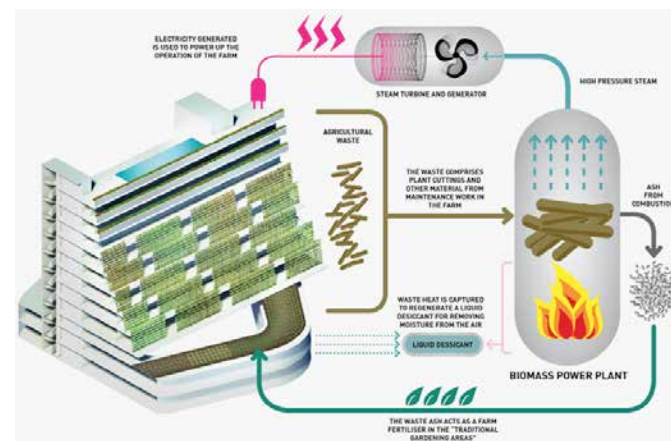 ELECTRICITY GENERATED
IS USED TO POWER UP THE
OPERATION OF THE FARM
STEAM TURBINE AND GENERATOR
HIGH PRESSURE STEAM
AGRICULTURAL
WASTE
THE WASTE COMPRISES
PLANT CUTTINGS AND
OTHER MATERIAL FROM
MAINTENANCE WORK IN
THE FARM
ASH
FROM
COMBUSTION
WASTE HEAT IS CAPTURED
TO REGENERATE A LIQUID
DESICCANT FOR REMOVING
MOISTURE FROM THE AIR
LIQUID DESSICANT
BIOMASS POWER PLANT
THE WASTE ASH ACTS AS A FARM
FERTILISER IN THE "TRADITIONAL
GARDENING AREAS"